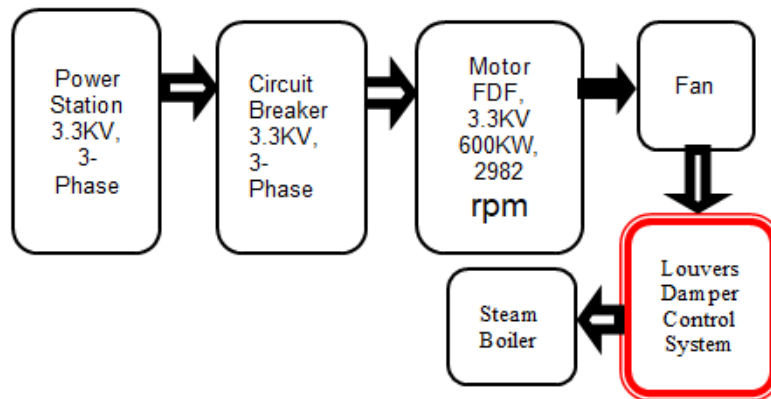 Power
Station
3.3KV,
3-
Phase
Circuit
Breaker
3.3KV,
3-
Phase
Motor
FDF,
3.3KV
600KW,
2982
rpm
Fan
Louvers
Damper
Control
System
Steam
Boiler